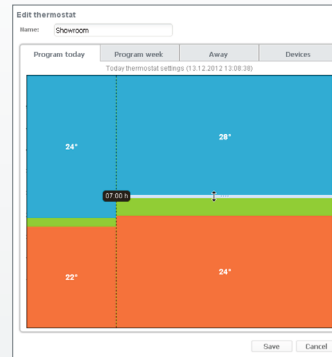 Edit thermostat
Name: Showroom
Program today Program week Away Devices
Today thermostat settings (13.12.2012 13:08:38)
24° 28°
07:00 h
22° 24°
Save Cancel